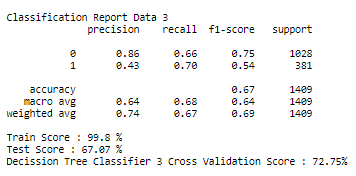 Classification Report Data 3
precision recall f1-score support
0 0.86 0.66 0.75 1028
1 0.43 0.70 0.54 381
accuracy 0.67 1409
macro avg 0.64 0.68 0.64 1409
weighted avg 0.74 0.67 0.69 1409
Train Score : 99.8 %
Test Score : 67.07 %
Decission Tree Classifier 3 Cross Validation Score : 72.75%